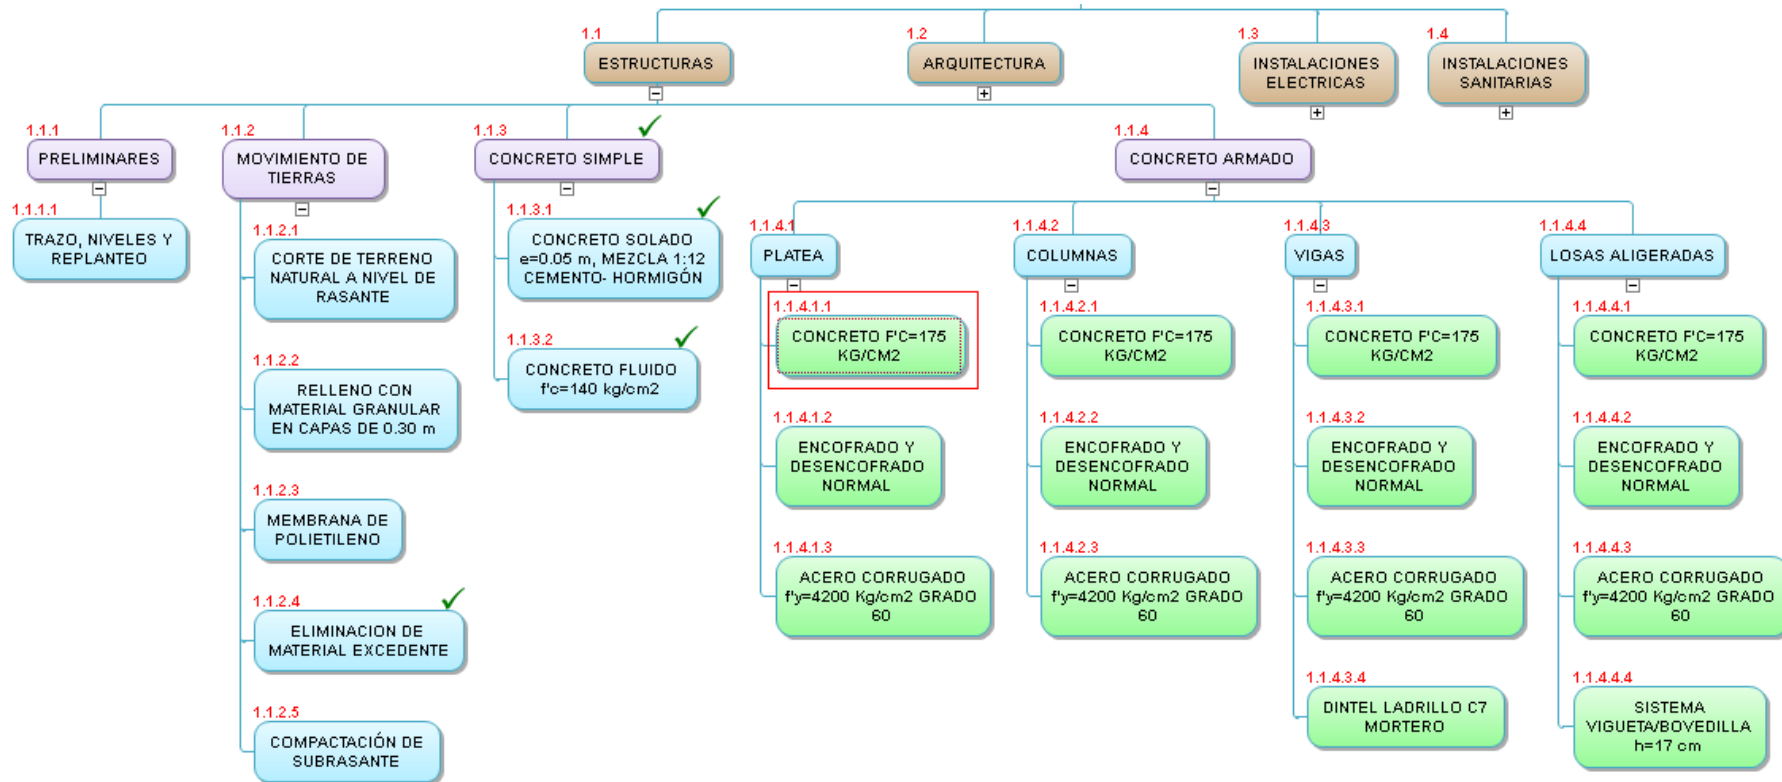 1.1
ESTRUCTURAS
1.2
ARQUITECTURA
1.3
INSTALACIONES
ELECTRICAS
1.4
INSTALACIONES
SANITARIAS
1.1.1
PRELIMINARES
1.1.1.1
TRAZO, NIVELES Y
REPLANTEO
1.1.2
MOVIMIENTO DE
TIERRAS
1.1.2.1
CORTE DE TERRENO
NATURAL A NIVEL DE
RASANTE
1.1.2.2
RELLENO CON
MATERIAL GRANULAR
EN CAPAS DE 0.30 m
1.1.2.3
MEMBRANA DE
POLIETILENO
1.1.2.4
ELIMINACION DE
MATERIAL EXCEDENTE
1.1.2.5
COMPACTACIÓN DE
SUBRASANTE
1.1.3
CONCRETO SIMPLE
1.1.3.1
CONCRETO SOLADO
e=0.05 m, MEZCLA 1:12
CEMENTO- HORMIGÓN
1.1.3.2
CONCRETO FLUIDO
f'c=140 kg/cm2
1.1.4
CONCRETO ARMADO
1.1.4.1
PLATEA
1.1.4.1.1
CONCRETO F'C=175
KG/CM2
1.1.4.1.2
ENCOFRADO Y
DESENCOFRADO
NORMAL
1.1.4.1.3
ACERO CORRUGADO
f'y=4200 Kg/cm2 GRADO
60
1.1.4.2
COLUMNAS
1.1.4.2.1
CONCRETO F'C=175
KG/CM2
1.1.4.2.2
ENCOFRADO Y
DESENCOFRADO
NORMAL
1.1.4.2.3
ACERO CORRUGADO
f'y=4200 Kg/cm2 GRADO
60
1.1.4.3
VIGAS
1.1.4.3.1
CONCRETO F'C=175
KG/CM2
1.1.4.3.2
ENCOFRADO Y
DESENCOFRADO
NORMAL
1.1.4.3.3
ACERO CORRUGADO
f'y=4200 Kg/cm2 GRADO
60
1.1.4.3.4
DINTEL LADRILLO C7
MORTERO
1.1.4.4
LOSAS ALIGERADAS
1.1.4.4.1
CONCRETO F'C=175
KG/CM2
1.1.4.4.2
ENCOFRADO Y
DESENCOFRADO
NORMAL
1.1.4.4.3
ACERO CORRUGADO
f'y=4200 Kg/cm2 GRADO
60
1.1.4.4.4
SISTEMA
VIGUETA/BOVEDILLA
h=17 cm